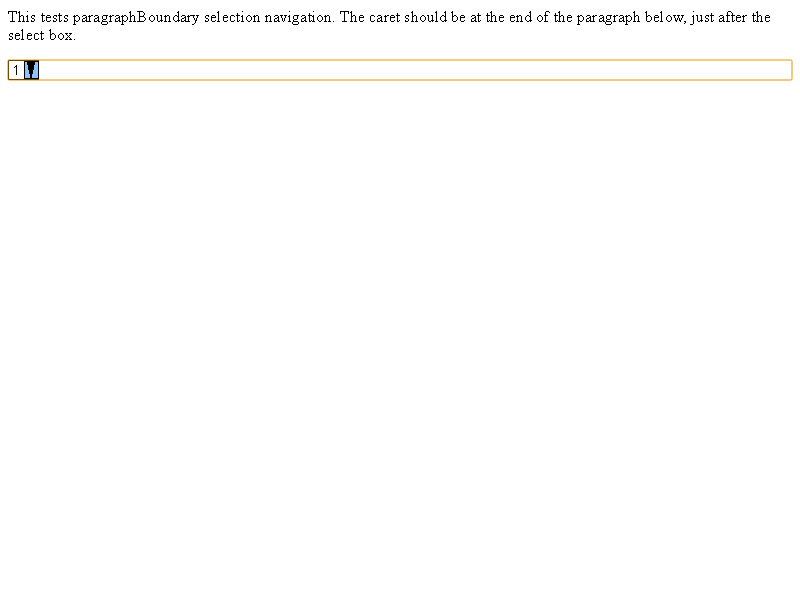 This tests paragraphBoundary selection navigation. The caret should be at the end of the paragraph below, just after the
select box.
1